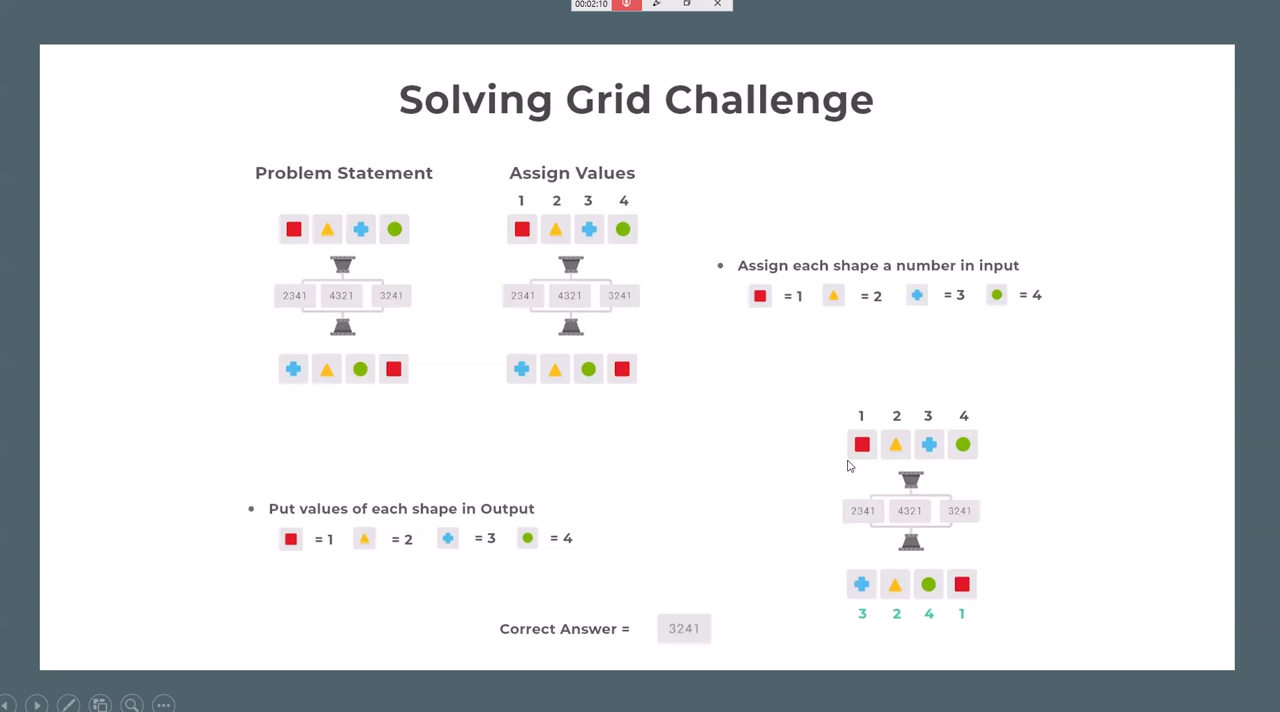 00:02:10
Solving Grid Challenge
Problem Statement
Assign Values
1 2 3 4
2341 4321 3241
2341 4321 3241
• Assign each shape a number in input
= 1 = 2 = 3 = 4
1 2 3 4
2341 4321 3241
3 2 4 1
• Put values of each shape in Output
= 1 = 2 = 3 = 4
Correct Answer = 3241